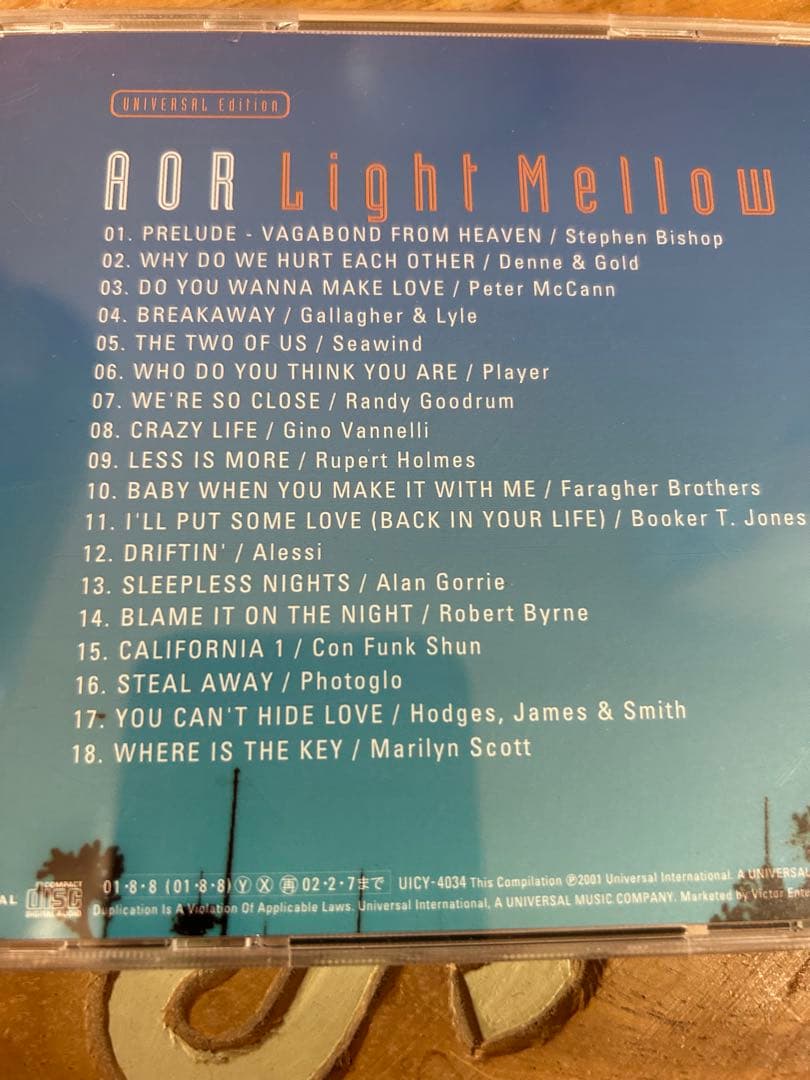 UNIVERSAL Edition
AOR Light Mellow
01. PRELUDE - VAGABOND FROM HEAVEN / Stephen Bishop
02. WHY DO WE HURT EACH OTHER / Denne & Gold
03. DO YOU WANNA MAKE LOVE / Peter McCann
04. BREAKAWAY / Gallagher & Lyle
05. THE TWO OF US / Seawind
06. WHO DO YOU THINK YOU ARE / Player
07. WE'RE SO CLOSE / Randy Goodrum
08. CRAZY LIFE / Gino Vannelli
09. LESS IS MORE / Rupert Holmes
10. BABY WHEN YOU MAKE IT WITH ME / Faragher Brothers
11. I'LL PUT SOME LOVE (BACK IN YOUR LIFE) / Booker T. Jones
12. DRIFTIN' / Alessi
13. SLEEPLESS NIGHTS / Alan Gorrie
14. BLAME IT ON THE NIGHT / Robert Byrne
15. CALIFORNIA 1 / Con Funk Shun
16. STEAL AWAY / Photoglo
17. YOU CAN'T HIDE LOVE / Hodges, James & Smith
18. WHERE IS THE KEY / Marilyn Scott
AL COMPACT disc DIGITAL AUDIO
01・8・8 (01・8・8) Ⓨ Ⓧ 再 02・2・7まで UICY-4034 This Compilation ℗2001 Universal International. A UNIVERSAL
Duplication Is A Violation Of Applicable Laws. Universal International, A UNIVERSAL MUSIC COMPANY. Marketed by Victor Ente